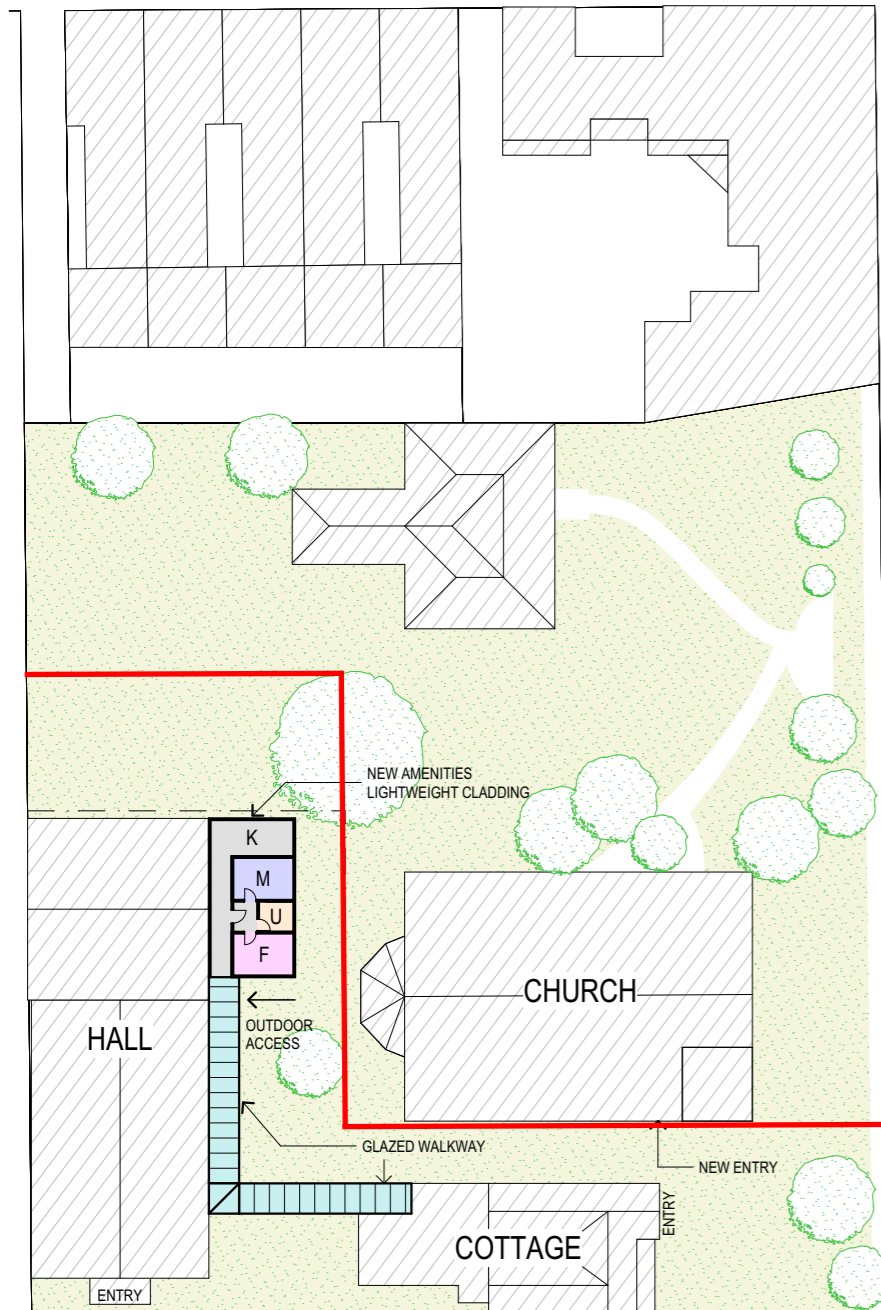 NEW AMENITIES
LIGHTWEIGHT CLADDING
K
M
U
F
CHURCH
OUTDOOR
ACCESS
HALL
GLAZED WALKWAY
NEW ENTRY
ENTRY
COTTAGE
ENTRY